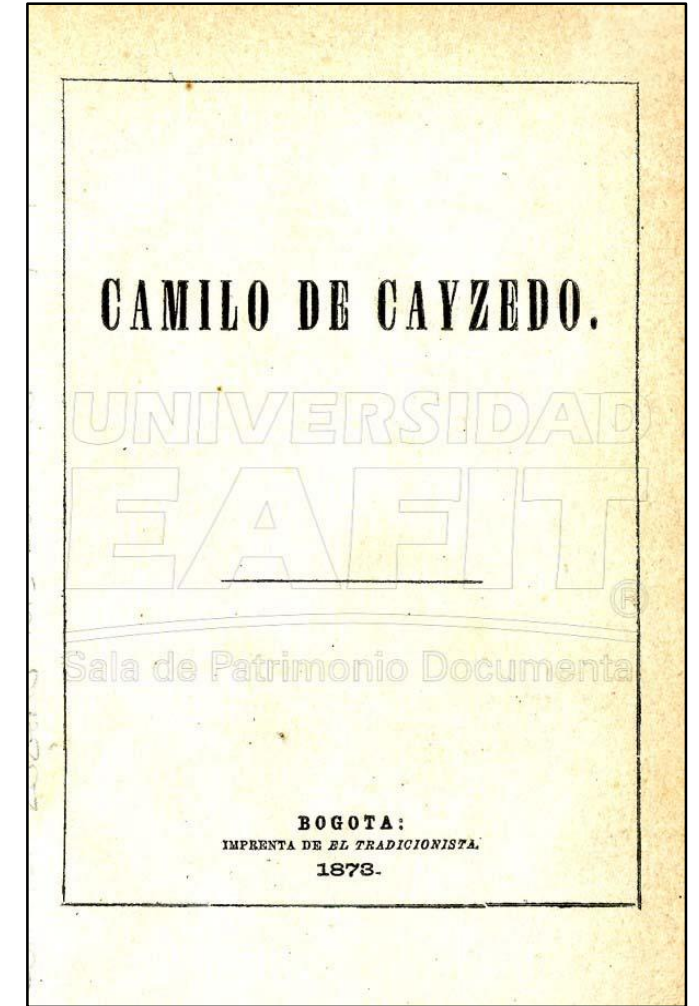 CAMILO DE CAYZEDO.
UNIVERSIDAD
EAFIT
®
Sala de Patrimonio Documental
BOGOTA:
IMPRENTA DE EL TRADICIONISTA.
1873.